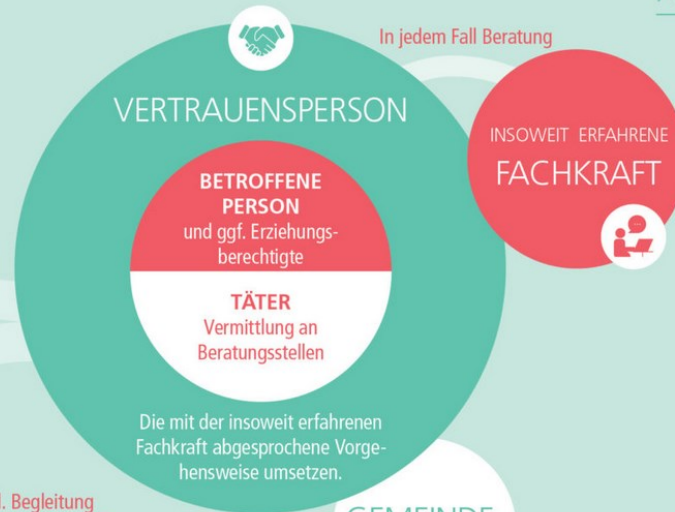 In jedem Fall Beratung
VERTRAUENSPERSON
INSOWEIT ERFAHRENE
FACHKRAFT
BETROFFENE
PERSON
und ggf. Erziehungs-
berechtigte
TÄTER
Vermittlung an
Beratungsstellen
Die mit der insoweit erfahrenen
Fachkraft abgesprochene Vorge-
hensweise umsetzen.
. Begleitung
GEMEINDE